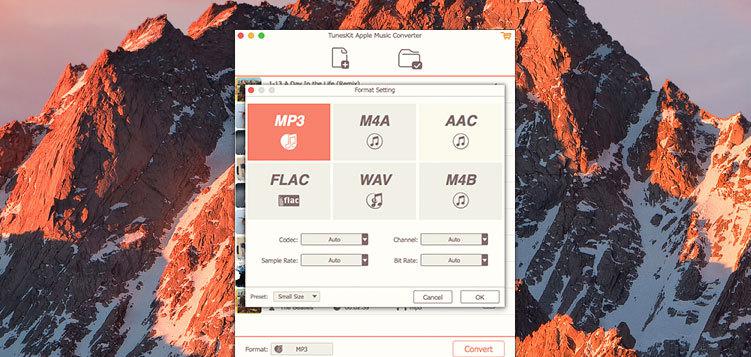 TunesKit Apple Music Converter
1-13 A Day In the Life (Remix)
Format Setting
MP3 M4A AAC
FLAC WAV M4B
flac
Codec: Auto Channel: Auto
Sample Rate: Auto Bit Rate: Auto
Preset: Small Size Cancel OK
The Beatles 00:02:39 mp3
Format: MP3 Convert